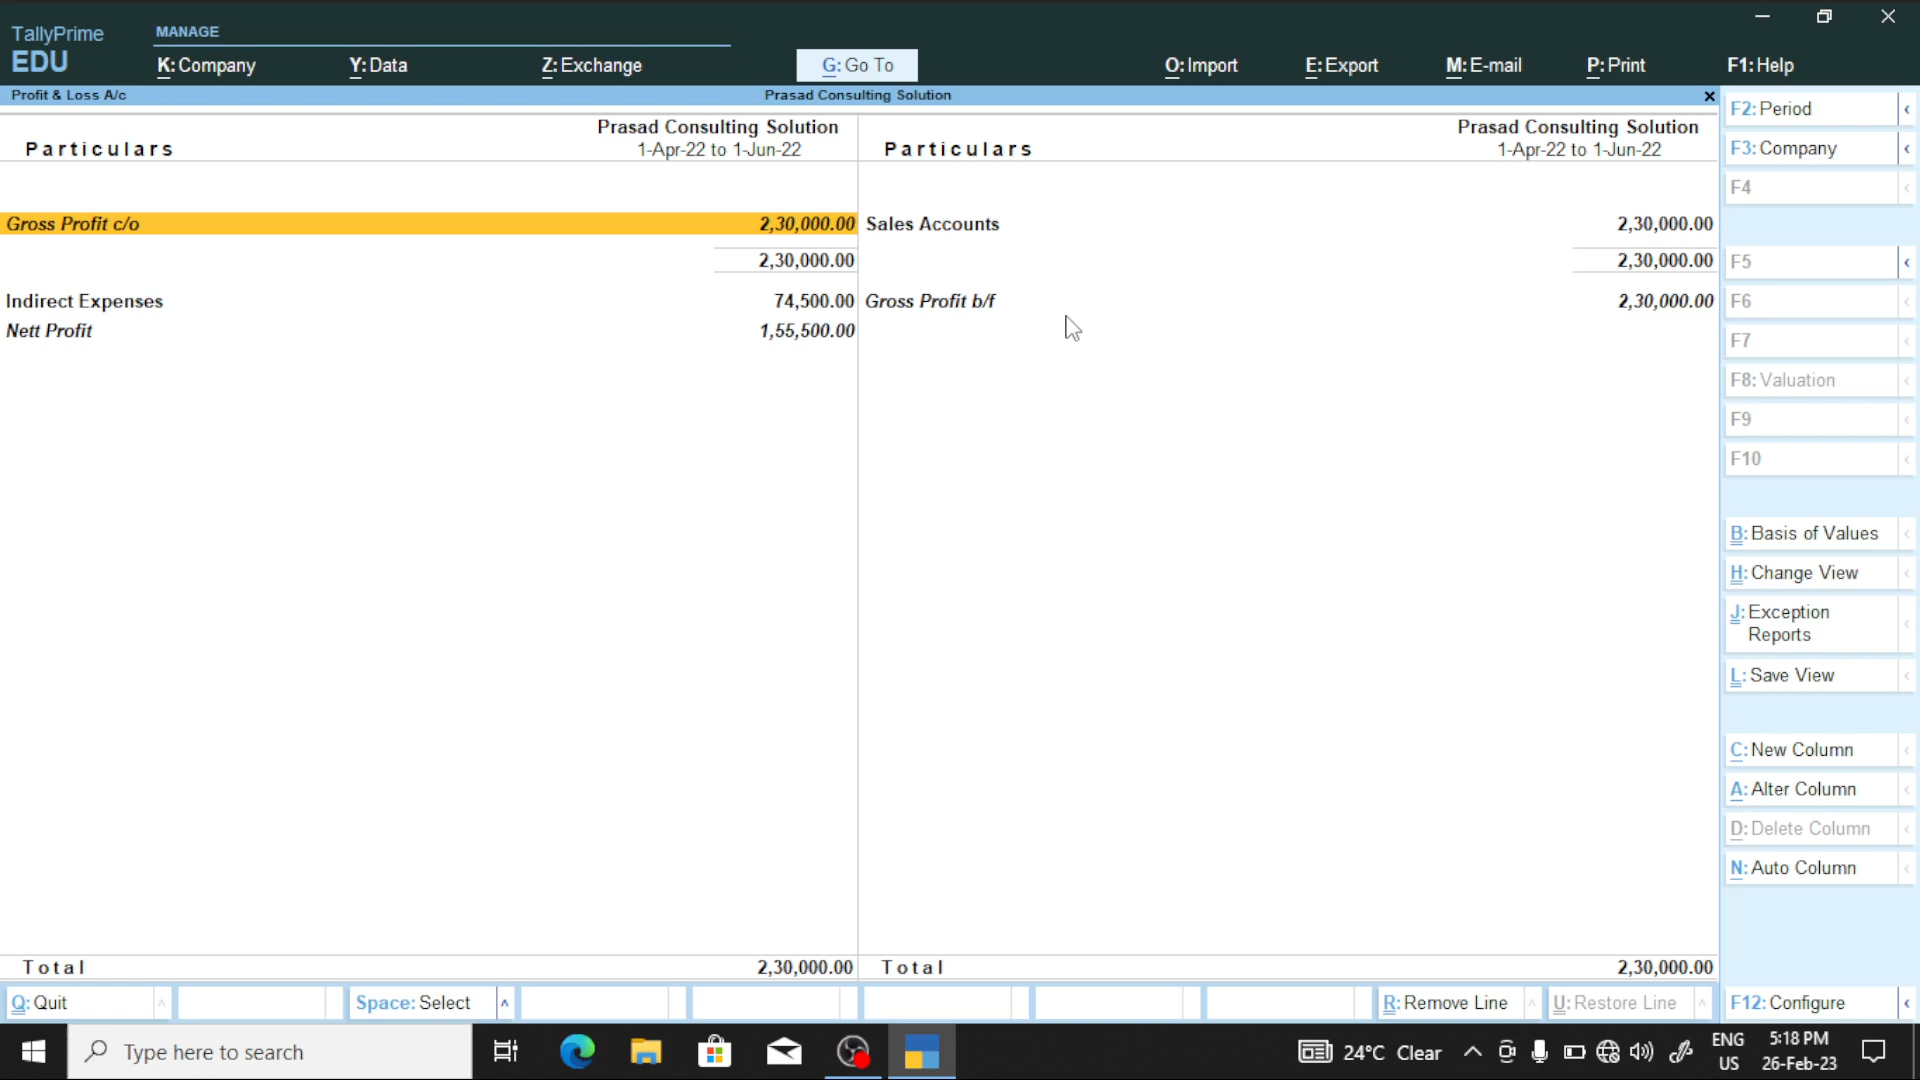 TallyPrime
EDU
MANAGE
K: Company
Y: Data
Z: Exchange
G: Go To
O: Import
E: Export
M: E-mail
P: Print
F1: Help
Profit & Loss A/c
Prasad Consulting Solution
Particulars
Prasad Consulting Solution
1-Apr-22 to 1-Jun-22
Particulars
Prasad Consulting Solution
1-Apr-22 to 1-Jun-22
Gross Profit c/o 2,30,000.00
Sales Accounts 2,30,000.00
2,30,000.00
2,30,000.00
Indirect Expenses 74,500.00
Gross Profit b/f 2,30,000.00
Nett Profit 1,55,500.00
Total 2,30,000.00
Total 2,30,000.00
F2: Period
F3: Company
F4
F5
F6
F7
F8: Valuation
F9
F10
B: Basis of Values
H: Change View
J: Exception
Reports
L: Save View
C: New Column
A: Alter Column
D: Delete Column
N: Auto Column
Q: Quit
Space: Select
R: Remove Line
U: Restore Line
F12: Configure
Type here to search
24°C Clear
ENG
US
5:18 PM
26-Feb-23